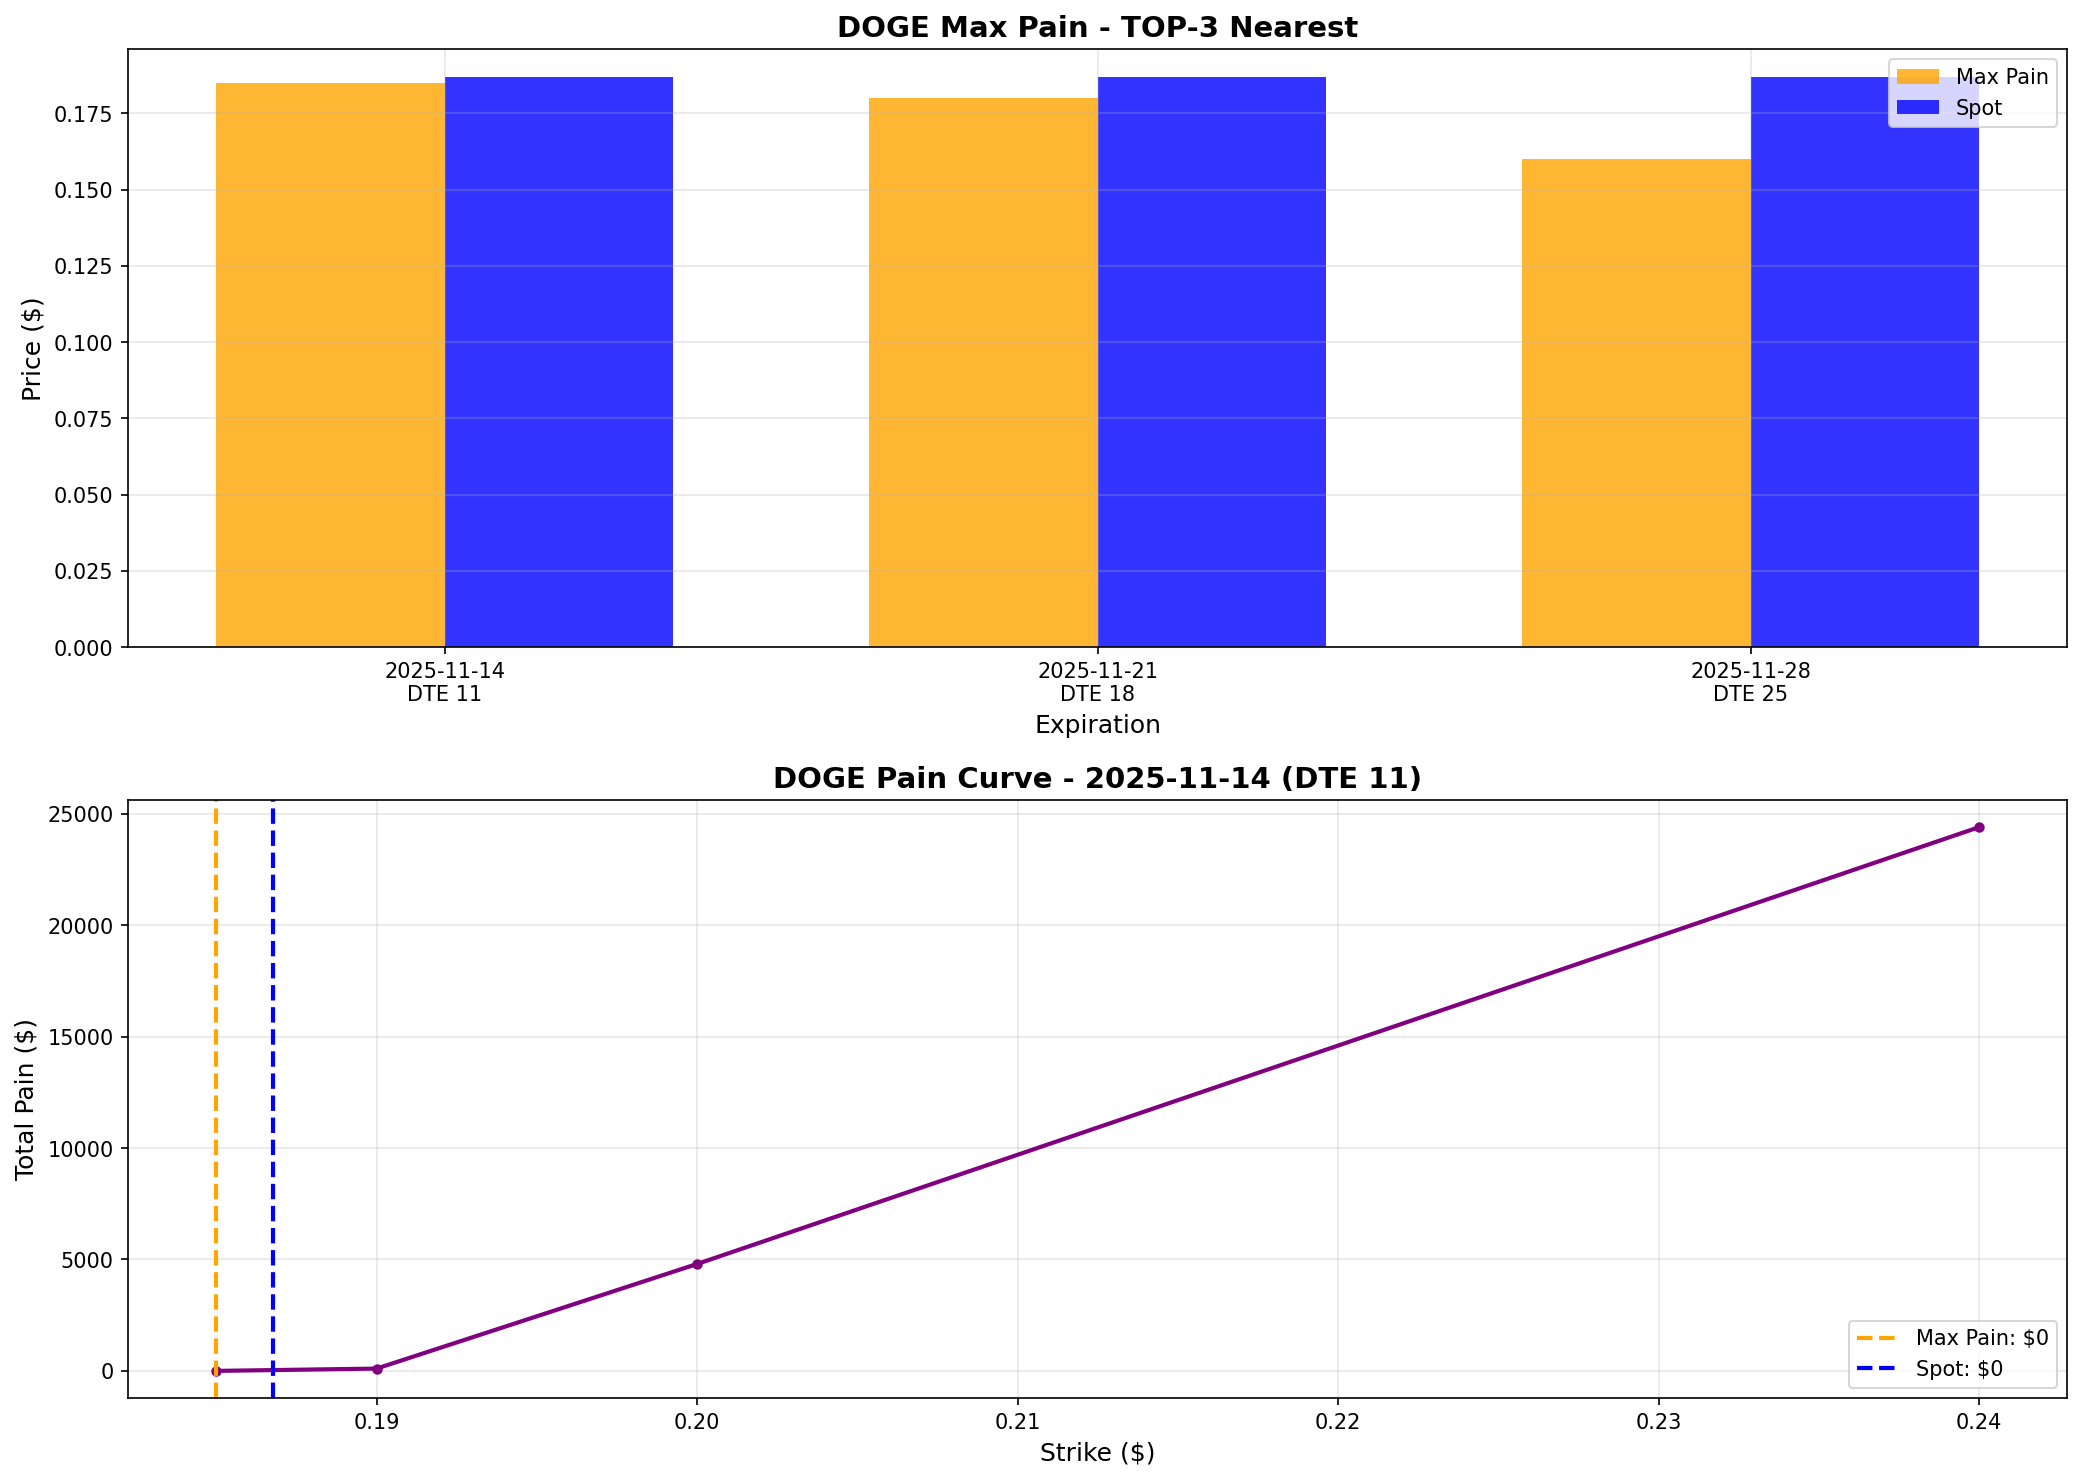 DOGE Max Pain - TOP-3 Nearest
Price ($)
0.175
0.150
0.125
0.100
0.075
0.050
0.025
0.000
Max Pain
Spot
2025-11-14
DTE 11
2025-11-21
DTE 18
2025-11-28
DTE 25
Expiration
DOGE Pain Curve - 2025-11-14 (DTE 11)
Total Pain ($)
25000
20000
15000
10000
5000
0
Max Pain: $0
Spot: $0
0.19
0.20
0.21
0.22
0.23
0.24
Strike ($)